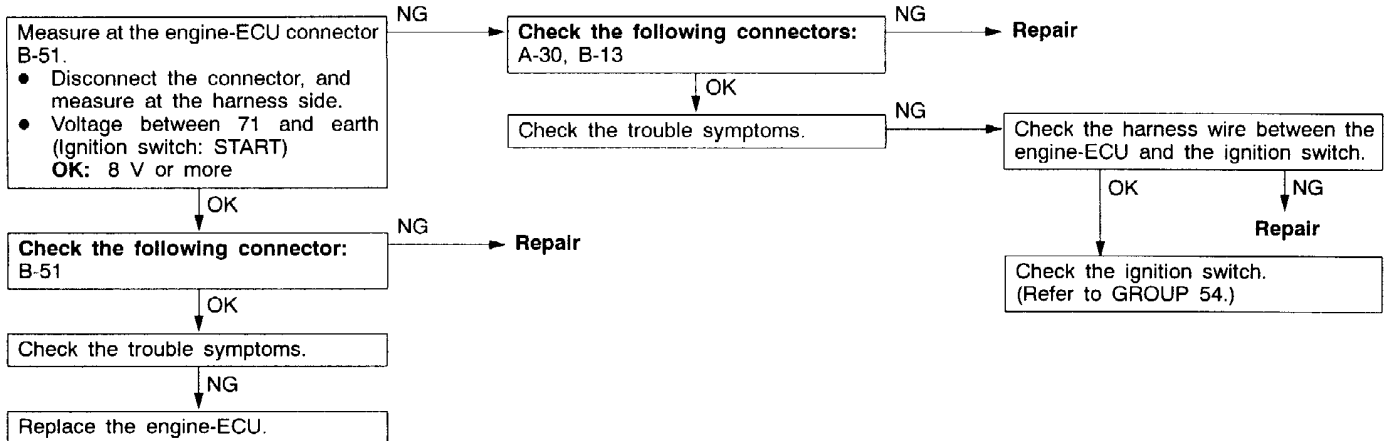 Measure at the engine-ECU connector
B-51.
● Disconnect the connector, and
measure at the harness side.
● Voltage between 71 and earth
(Ignition switch: START)
OK: 8 V or more
NG
Check the following connectors:
A-30, B-13
NG
Repair
OK
Check the trouble symptoms.
NG
Check the harness wire between the
engine-ECU and the ignition switch.
OK
NG
Repair
Check the ignition switch.
(Refer to GROUP 54.)
OK
Check the following connector:
B-51
NG
Repair
OK
Check the trouble symptoms.
NG
Replace the engine-ECU.